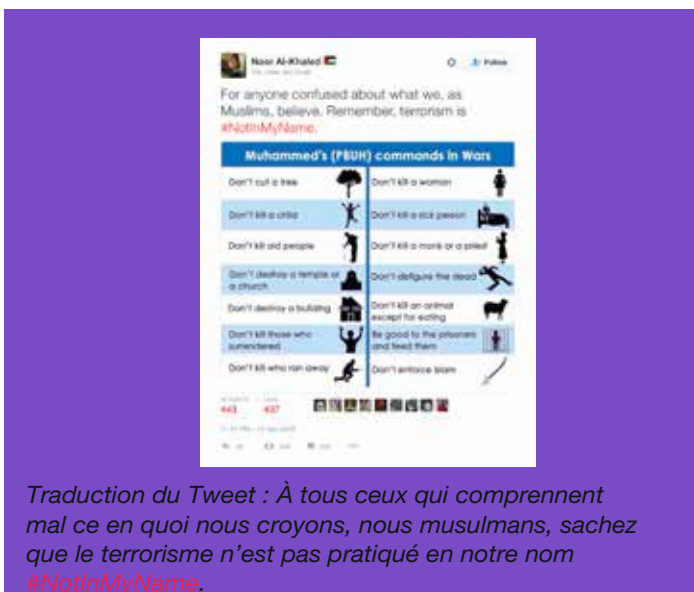 Noor Al-Khaled
Follow
For anyone confused about what we, as
Muslims, believe. Remember, terrorism is
#NotInMyName.
Muhammed's (PBUH) commands in Wars
Don't cut a tree
Don't kill a woman
Don't kill a child
Don't kill a sick person
Don't kill old people
Don't kill a monk or a priest
Don't destroy a temple or
a church
Don't disfigure the dead
Don't destroy a building
Don't kill an animal
except for eating
Don't kill those who
surrendered
Be good to the prisoners
and feed them
Don't kill who ran away
Don't enforce Islam
443
437
Traduction du Tweet : À tous ceux qui comprennent
mal ce en quoi nous croyons, nous musulmans, sachez
que le terrorisme n’est pas pratiqué en notre nom
#NotInMyName.